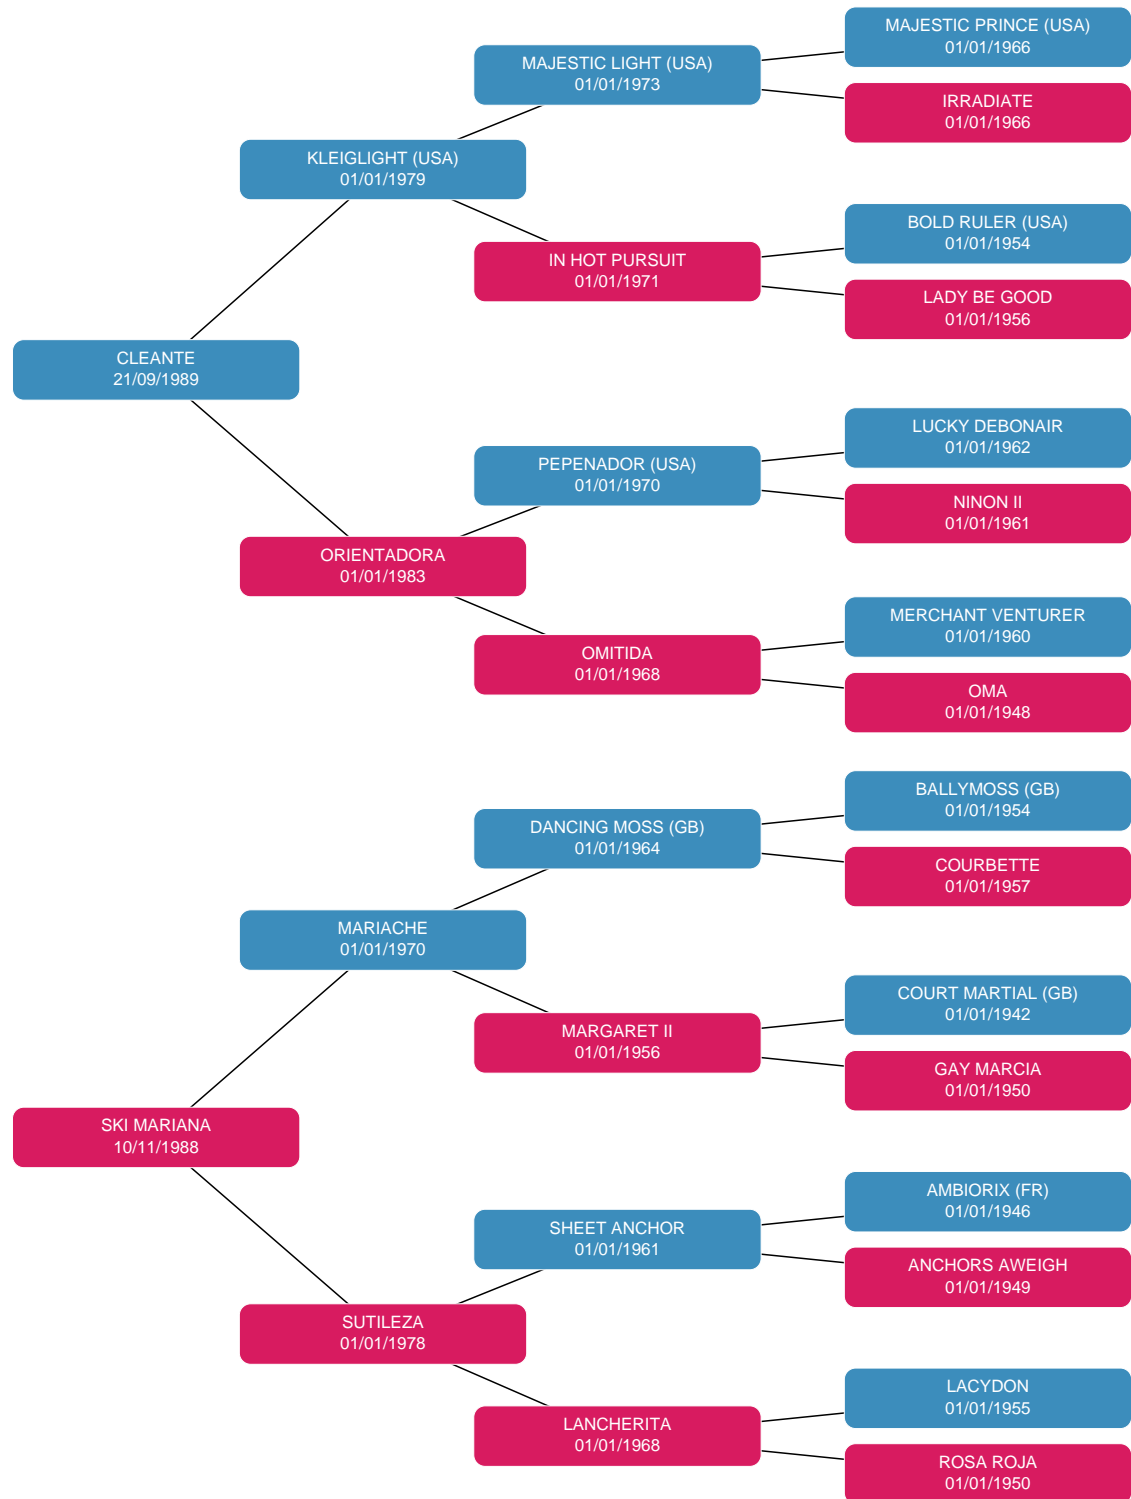 MAJESTIC PRINCE (USA)
01/01/1966
MAJESTIC LIGHT (USA)
01/01/1973
IRRADIATE
01/01/1966
KLEIGLIGHT (USA)
01/01/1979
BOLD RULER (USA)
01/01/1954
IN HOT PURSUIT
01/01/1971
LADY BE GOOD
01/01/1956
CLEANTE
21/09/1989
LUCKY DEBONAIR
01/01/1962
PEPENADOR (USA)
01/01/1970
NINON II
01/01/1961
ORIENTADORA
01/01/1983
MERCHANT VENTURER
01/01/1960
OMITIDA
01/01/1968
OMA
01/01/1948
BALLYMOSS (GB)
01/01/1954
DANCING MOSS (GB)
01/01/1964
COURBETTE
01/01/1957
MARIACHE
01/01/1970
COURT MARTIAL (GB)
01/01/1942
MARGARET II
01/01/1956
GAY MARCIA
01/01/1950
SKI MARIANA
10/11/1988
AMBIORIX (FR)
01/01/1946
SHEET ANCHOR
01/01/1961
ANCHORS AWEIGH
01/01/1949
SUTILEZA
01/01/1978
LACYDON
01/01/1955
LANCHERITA
01/01/1968
ROSA ROJA
01/01/1950